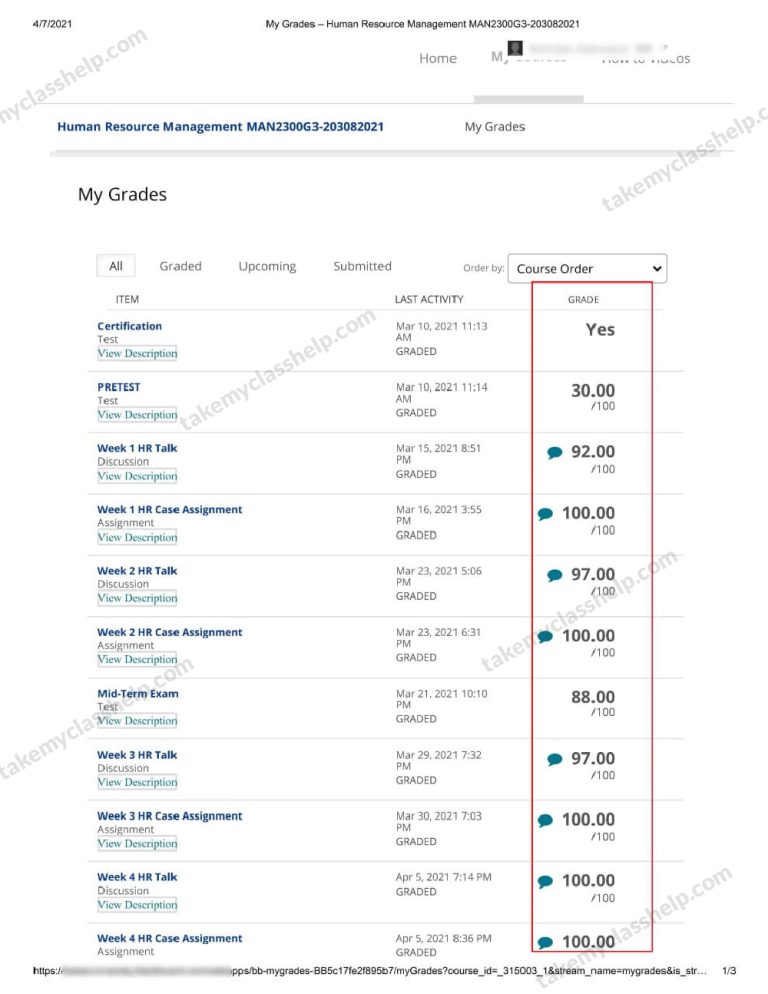 4/7/2021 My Grades – Human Resource Management MAN2300G3-203082021
Home
Human Resource Management MAN2300G3-203082021 My Grades
My Grades
All Graded Upcoming Submitted Order by: Course Order
ITEM LAST ACTIVITY GRADE
Certification Mar 10, 2021 11:13 Yes
Test AM
View Description GRADED
PRETEST Mar 10, 2021 11:14 30.00
Test AM /100
View Description GRADED
Week 1 HR Talk Mar 15, 2021 8:51 92.00
Discussion PM /100
View Description GRADED
Week 1 HR Case Assignment Mar 16, 2021 3:55 100.00
Assignment PM /100
View Description GRADED
Week 2 HR Talk Mar 23, 2021 5:06 97.00
Discussion PM /100
View Description GRADED
Week 2 HR Case Assignment Mar 23, 2021 6:31 100.00
Assignment PM /100
View Description GRADED
Mid-Term Exam Mar 21, 2021 10:10 88.00
Test PM /100
View Description GRADED
Week 3 HR Talk Mar 29, 2021 7:32 97.00
Discussion PM /100
View Description GRADED
Week 3 HR Case Assignment Mar 30, 2021 7:03 100.00
Assignment PM /100
View Description GRADED
Week 4 HR Talk Apr 5, 2021 7:14 PM 100.00
Discussion GRADED /100
View Description
Week 4 HR Case Assignment Apr 5, 2021 8:36 PM 100.00
Assignment GRADED
https: pps/bb-mygrades-BB5c17fe2f895b7/myGrades?course_id=_315003_1&stream_name=mygrades&is_str... 1/3
myclasshelp.com
takemyclasshelp.c
takemyclasshelp.com
takemyclasshelp.com
takemyclasshelp.com
takemyclasshelp.com